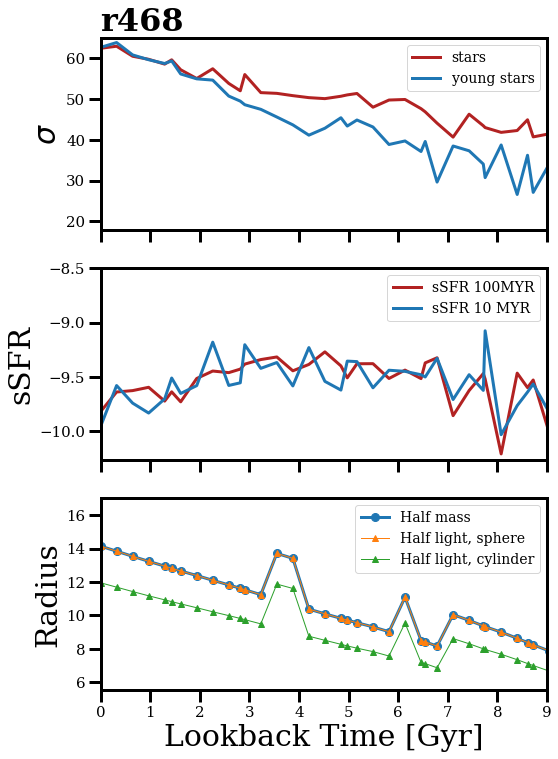 r468
60
50
40
30
20
σ
stars
young stars
−8.5
−9.0
−9.5
−10.0
sSFR
sSFR 100MYR
sSFR 10 MYR
16
14
12
10
8
6
Radius
Half mass
Half light, sphere
Half light, cylinder
0 1 2 3 4 5 6 7 8 9
Lookback Time [Gyr]